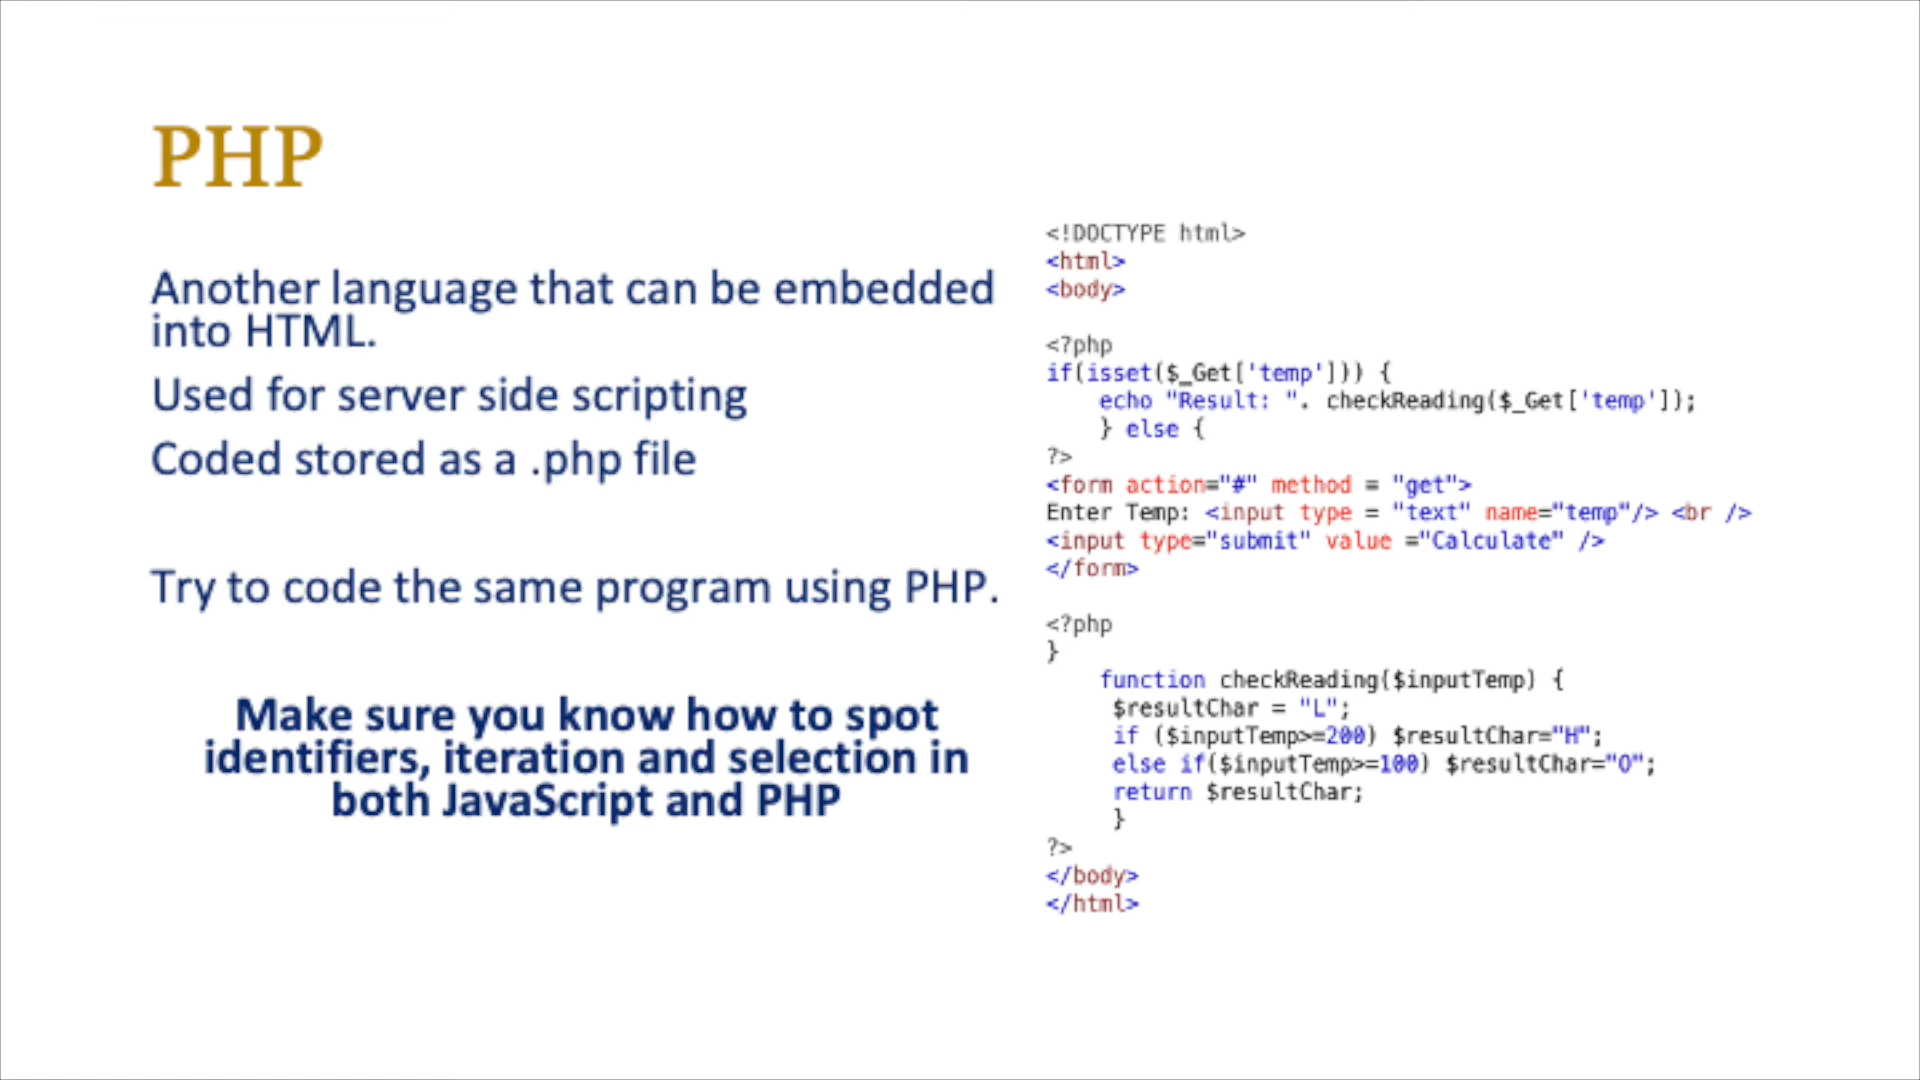 PHP
Another language that can be embedded
into HTML.
Used for server side scripting
Coded stored as a .php file
Try to code the same program using PHP.
Make sure you know how to spot
identifiers, iteration and selection in
both JavaScript and PHP
<!DOCTYPE html>
<html>
<body>
<?php
if(isset($_Get['temp'])) {
echo "Result: ". checkReading($_Get['temp']);
} else {
?>
<form action="#" method = "get">
Enter Temp: <input type = "text" name="temp"/> <br />
<input type="submit" value ="Calculate" />
</form>
<?php
}
function checkReading($inputTemp) {
$resultChar = "L";
if ($inputTemp>=200) $resultChar="H";
else if($inputTemp>=100) $resultChar="O";
return $resultChar;
}
?>
</body>
</html>